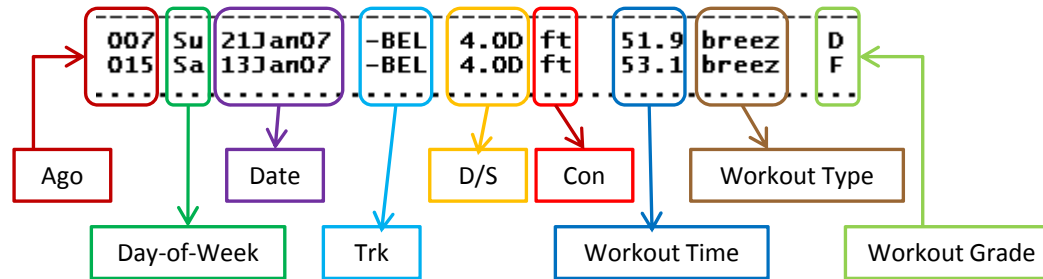 007 Su 21Jan07 -BEL 4.0D ft 51.9 breez D
015 Sa 13Jan07 -BEL 4.0D ft 53.1 breez F
Ago Date D/S Con Workout Type
Day-of-Week Trk Workout Time Workout Grade